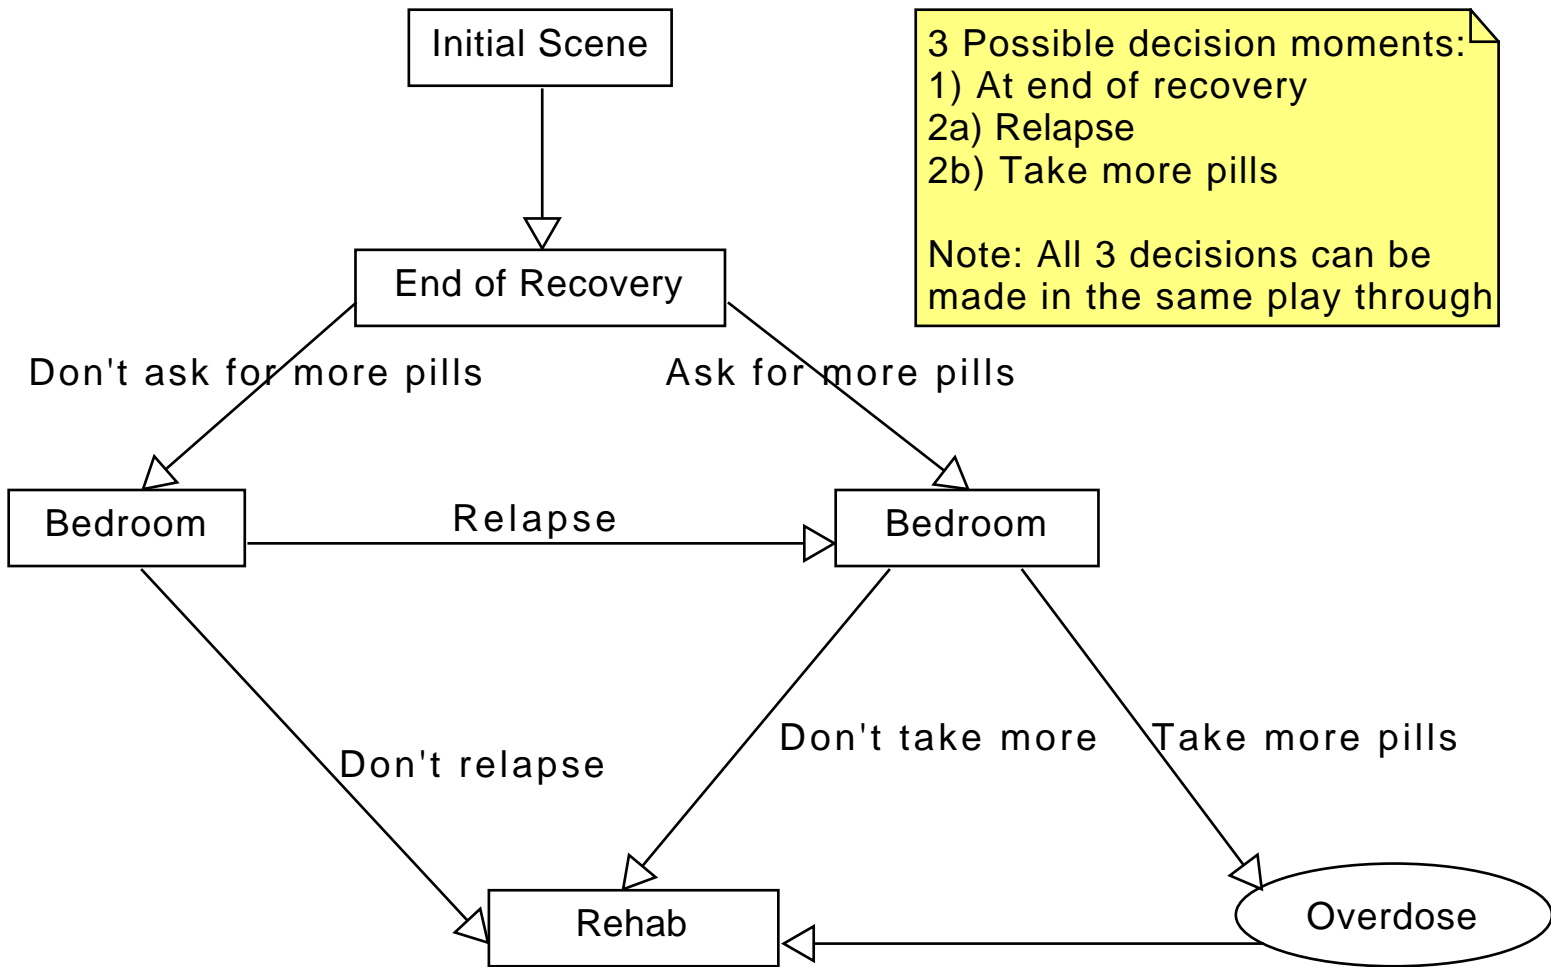 Initial Scene
3 Possible decision moments:
1) At end of recovery
2a) Relapse
2b) Take more pills
Note: All 3 decisions can be
made in the same play through
End of Recovery
Don't ask for more pills
Ask for more pills
Bedroom
Relapse
Bedroom
Don't relapse
Don't take more
Take more pills
Rehab
Overdose